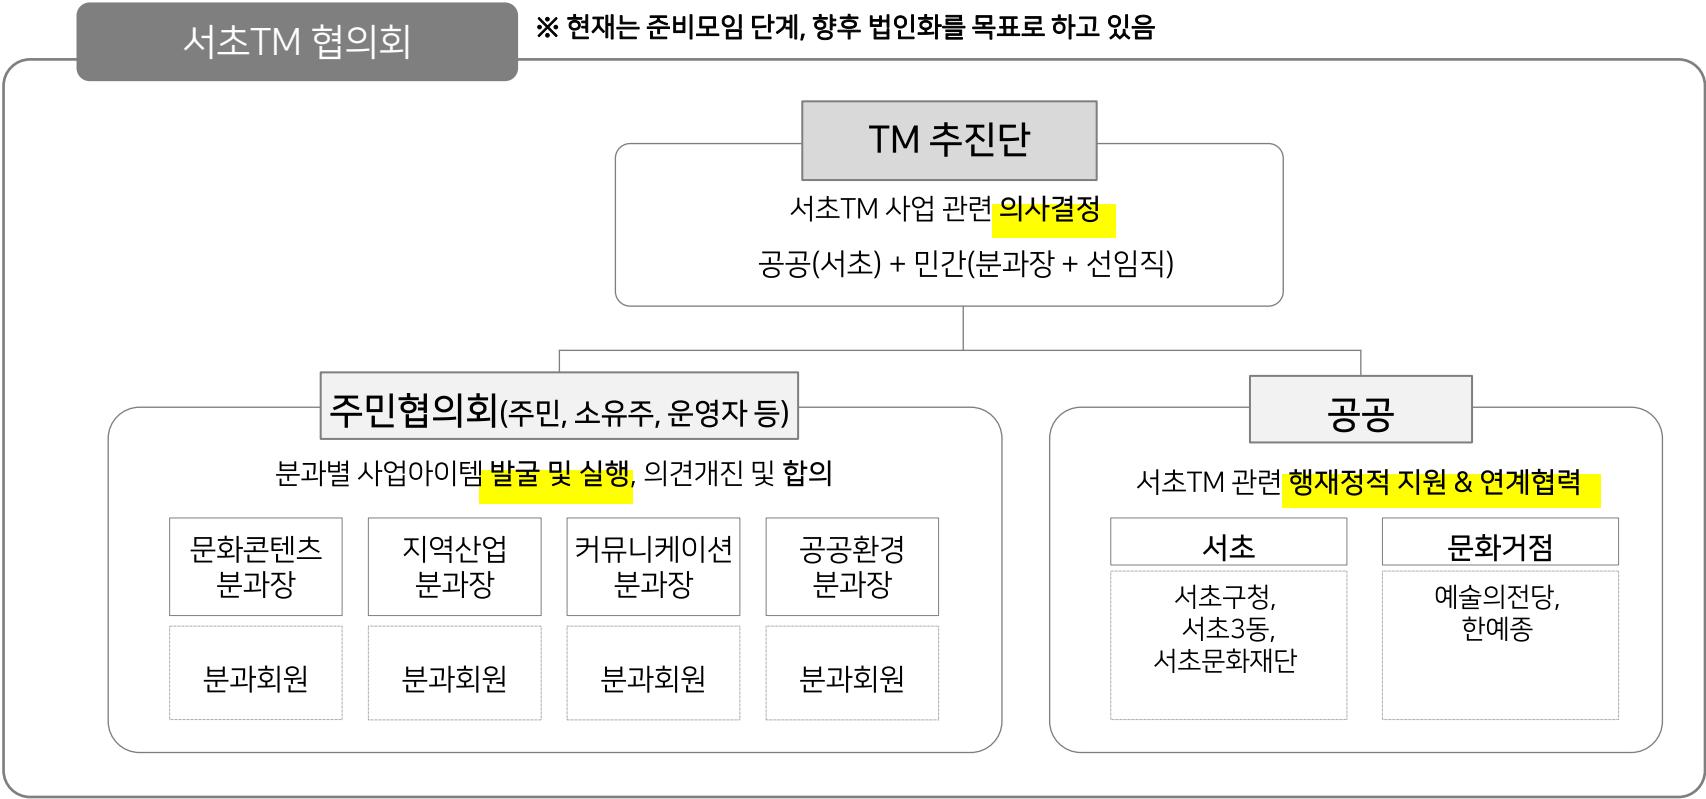 서초TM 협의회
※ 현재는 준비모임 단계, 향후 법인화를 목표로 하고 있음
TM 추진단
서초TM 사업 관련 의사결정
공공(서초) + 민간(분과장 + 선임직)
주민협의회(주민, 소유주, 운영자 등)
분과별 사업아이템 발굴 및 실행, 의견개진 및 합의
문화콘텐츠
분과장
지역산업
분과장
커뮤니케이션
분과장
공공환경
분과장
분과회원
분과회원
분과회원
분과회원
공공
서초TM 관련 행재정적 지원 & 연계협력
서초
서초구청,
서초3동,
서초문화재단
문화거점
예술의전당,
한예종